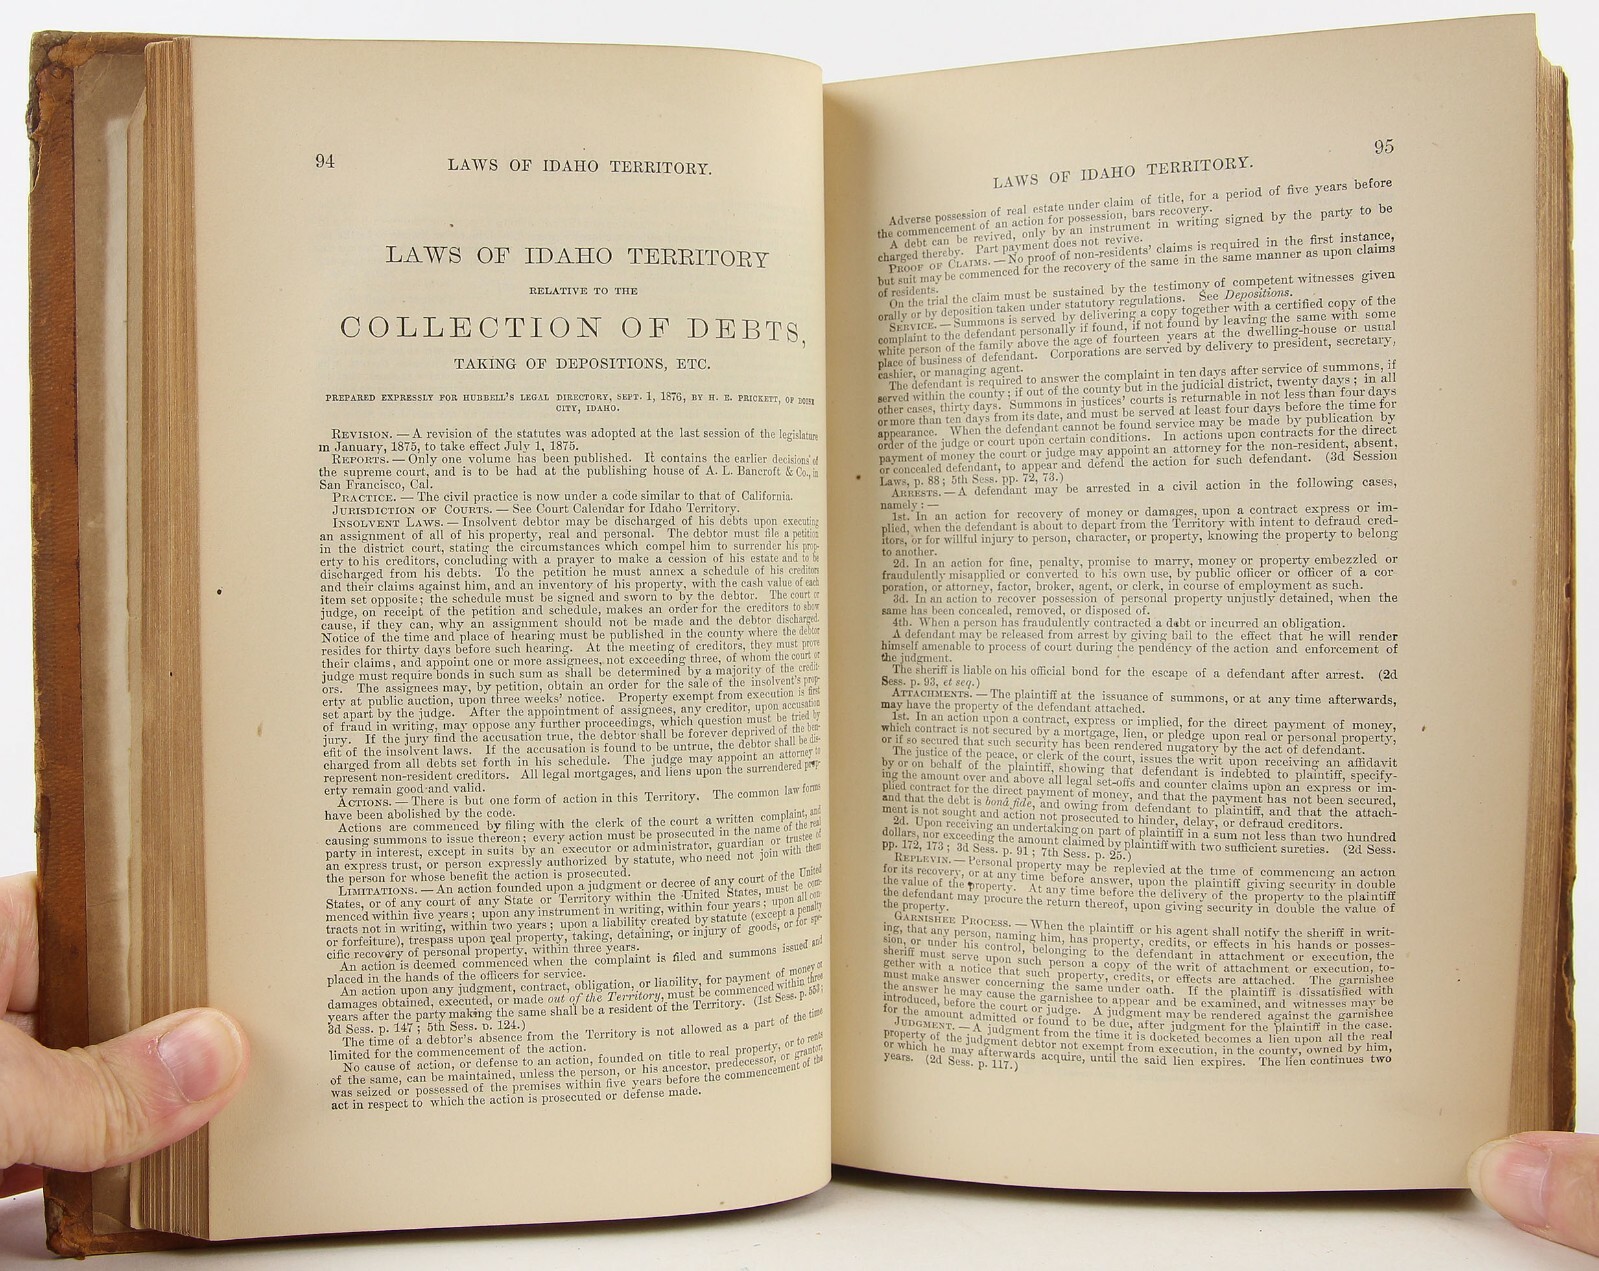 94
LAWS OF IDAHO TERRITORY.
LAWS OF IDAHO TERRITORY
RELATIVE TO THE
COLLECTION OF DEBTS,
TAKING OF DEPOSITIONS, ETC.
PREPARED EXPRESSLY FOR HUBBELL'S LEGAL DIRECTORY, SEPT. 1, 1876, BY H. E. PRICKETT, OF BOISE
CITY, IDAHO.
REVISION. — A revision of the statutes was adopted at the last session of the legislature
in January, 1875, to take effect July 1, 1875.
REPORTS. — Only one volume has been published. It contains the earlier decisions of
the supreme court, and is to be had at the publishing house of A. L. Bancroft & Co., in
San Francisco, Cal.
PRACTICE. — The civil practice is now under a code similar to that of California.
JURISDICTION OF COURTS. — See Court Calendar for Idaho Territory.
INSOLVENT LAWS. — Insolvent debtor may be discharged of his debts upon executing
an assignment of all of his property, real and personal. The debtor must file a petition
in the district court, stating the circumstances which compel him to surrender his prop-
erty to his creditors, concluding with a prayer to make a cession of his estate and to be
discharged from his debts. To the petition he must annex a schedule of his creditors
and their claims against him, and an inventory of his property, with the cash value of each
item set opposite; the schedule must be signed and sworn to by the debtor. The court or
judge, on receipt of the petition and schedule, makes an order for the creditors to show
cause, if they can, why an assignment should not be made and the debtor discharged.
Notice of the time and place of hearing must be published in the county where the debtor
resides for thirty days before such hearing. At the meeting of creditors, they must prove
their claims, and appoint one or more assignees, not exceeding three, of whom the court or
judge must require bonds in such sum as shall be determined by a majority of the credit-
ors. The assignees may, by petition, obtain an order for the sale of the insolvent's prop-
erty at public auction, upon three weeks' notice. Property exempt from execution is first
set apart by the judge. After the appointment of assignees, any creditor, upon accusation
of fraud in writing, may oppose any further proceedings, which question must be tried by
jury. If the jury find the accusation true, the debtor shall be forever deprived of the ben-
efit of the insolvent laws. If the accusation is found to be untrue, the debtor shall be dis-
charged from all debts set forth in his schedule. The judge may appoint an attorney to
represent non-resident creditors. All legal mortgages, and liens upon the surrendered prop-
erty remain good and valid.
ACTIONS. — There is but one form of action in this Territory. The common law forms
have been abolished by the code.
Actions are commenced by filing with the clerk of the court a written complaint, and
causing summons to issue thereon; every action must be prosecuted in the name of the real
party in interest, except in suits by an executor or administrator, guardian or trustee of
an express trust, or person expressly authorized by statute, who need not join with them
the person for whose benefit the action is prosecuted.
LIMITATIONS. — An action founded upon a judgment or decree of any court of the United
States, or of any court of any State or Territory within the United States, must be com-
menced within five years; upon any instrument in writing, within four years; upon all con-
tracts not in writing, within two years; upon a liability created by statute (except a penalty
or forfeiture), trespass upon real property, taking, detaining, or injury of goods, or for spe-
cific recovery of personal property, within three years.
An action is deemed commenced when the complaint is filed and summons issued and
placed in the hands of the officers for service.
An action upon any judgment, contract, obligation, or liability, for payment of money or
damages obtained, executed, or made out of the Territory, must be commenced within three
years after the party making the same shall be a resident of the Territory. (1st Sess. p. 553;
3d Sess. p. 147; 5th Sess. p. 124.)
The time of a debtor's absence from the Territory is not allowed as a part of the time
limited for the commencement of the action.
No cause of action, or defense to an action, founded on title to real property, or to rents
of the same, can be maintained, unless the person, or his ancestor, predecessor, or grantor,
was seized or possessed of the premises within five years before the commencement of the
act in respect to which the action is prosecuted or defense made.
95
LAWS OF IDAHO TERRITORY.
Adverse possession of real estate under claim of title, for a period of five years before
the commencement of an action for possession, bars recovery.
A debt can be revived, only by an instrument in writing signed by the party to be
charged thereby. Part payment does not revive.
PROOF OF CLAIMS. — No proof of non-residents' claims is required in the first instance,
but suit may be commenced for the recovery of the same in the same manner as upon claims
of residents.
On the trial the claim must be sustained by the testimony of competent witnesses given
orally or by deposition taken under statutory regulations. See Depositions.
SERVICE. — Summons is served by delivering a copy together with a certified copy of the
complaint to the defendant personally if found, if not found by leaving the same with some
white person of the family above the age of fourteen years at the dwelling-house or usual
place of business of defendant. Corporations are served by delivery to president, secretary,
cashier, or managing agent.
The defendant is required to answer the complaint in ten days after service of summons, if
served within the county; if out of the county but in the judicial district, twenty days; in all
other cases, thirty days. Summons in justices' courts is returnable in not less than four days
or more than ten days from its date, and must be served at least four days before the time for
appearance. When the defendant cannot be found service may be made by publication by
order of the judge or court upon certain conditions. In actions upon contracts for the direct
payment of money the court or judge may appoint an attorney for the non-resident, absent,
or concealed defendant, to appear and defend the action for such defendant. (3d Session
Laws, p. 88; 5th Sess. pp. 72, 73.)
ARRESTS. — A defendant may be arrested in a civil action in the following cases,
namely: —
1st. In an action for recovery of money or damages, upon a contract express or im-
plied, when the defendant is about to depart from the Territory with intent to defraud cred-
itors, or for willful injury to person, character, or property, knowing the property to belong
to another.
2d. In an action for fine, penalty, promise to marry, money or property embezzled or
fraudulently misapplied or converted to his own use, by public officer or officer of a cor-
poration, or attorney, factor, broker, agent, or clerk, in course of employment as such.
3d. In an action to recover possession of personal property unjustly detained, when the
same has been concealed, removed, or disposed of.
4th. When a person has fraudulently contracted a debt or incurred an obligation.
A defendant may be released from arrest by giving bail to the effect that he will render
himself amenable to process of court during the pendency of the action and enforcement of
the judgment.
The sheriff is liable on his official bond for the escape of a defendant after arrest. (2d
Sess. p. 93, et seq.)
ATTACHMENTS. — The plaintiff at the issuance of summons, or at any time afterwards,
may have the property of the defendant attached.
1st. In an action upon a contract, express or implied, for the direct payment of money,
which contract is not secured by a mortgage, lien, or pledge upon real or personal property,
or if so secured that such security has been rendered nugatory by the act of defendant.
The justice of the peace, or clerk of the court, issues the writ upon receiving an affidavit
by or on behalf of the plaintiff, showing that defendant is indebted to plaintiff, specify-
ing the amount over and above all legal set-offs and counter claims upon an express or im-
plied contract for the direct payment of money, and that the payment has not been secured,
and that the debt is bonâ fide, and owing from defendant to plaintiff, and that the attach-
ment is not sought and action not prosecuted to hinder, delay, or defraud creditors.
2d. Upon receiving an undertaking on part of plaintiff in a sum not less than two hundred
dollars, nor exceeding the amount claimed by plaintiff with two sufficient sureties. (2d Sess.
pp. 172, 173; 3d Sess. p. 91; 7th Sess. p. 25.)
REPLEVIN. — Personal property may be replevied at the time of commencing an action
for its recovery, or at any time before answer, upon the plaintiff giving security in double
the value of the property. At any time before the delivery of the property to the plaintiff
the defendant may procure the return thereof, upon giving security in double the value of
the property.
GARNISHEE PROCESS. — When the plaintiff or his agent shall notify the sheriff in writ-
ing, that any person, naming him, has property, credits, or effects in his hands or posses-
sion, or under his control, belonging to the defendant in attachment or execution, the
sheriff must serve upon such person a copy of the writ of attachment or execution, to-
gether with a notice that such property, credits, or effects are attached. The garnishee
must make answer concerning the same under oath. If the plaintiff is dissatisfied with
the answer he may cause the garnishee to appear and be examined, and witnesses may be
introduced, before the court or judge. A judgment may be rendered against the garnishee
for the amount admitted or found to be due, after judgment for the plaintiff in the case.
JUDGMENT. — A judgment from the time it is docketed becomes a lien upon all the real
property of the judgment debtor not exempt from execution, in the county, owned by him,
or which he may afterwards acquire, until the said lien expires. The lien continues two
years. (2d Sess. p. 117.)